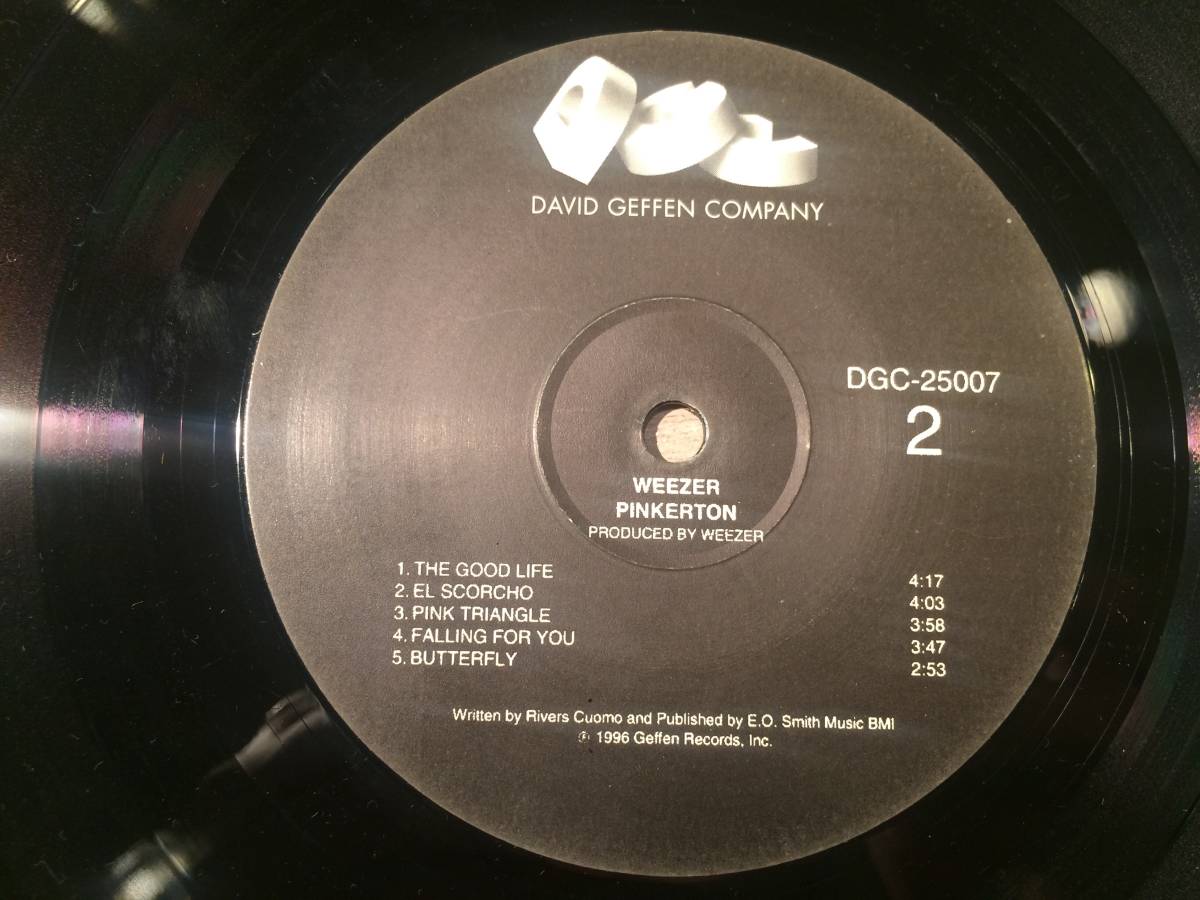 DGC
DAVID GEFFEN COMPANY
DGC-25007
2
WEEZER
PINKERTON
PRODUCED BY WEEZER
1. THE GOOD LIFE 4:17
2. EL SCORCHO 4:03
3. PINK TRIANGLE 3:58
4. FALLING FOR YOU 3:47
5. BUTTERFLY 2:53
Written by Rivers Cuomo and Published by E.O. Smith Music BMI
℗ 1996 Geffen Records, Inc.